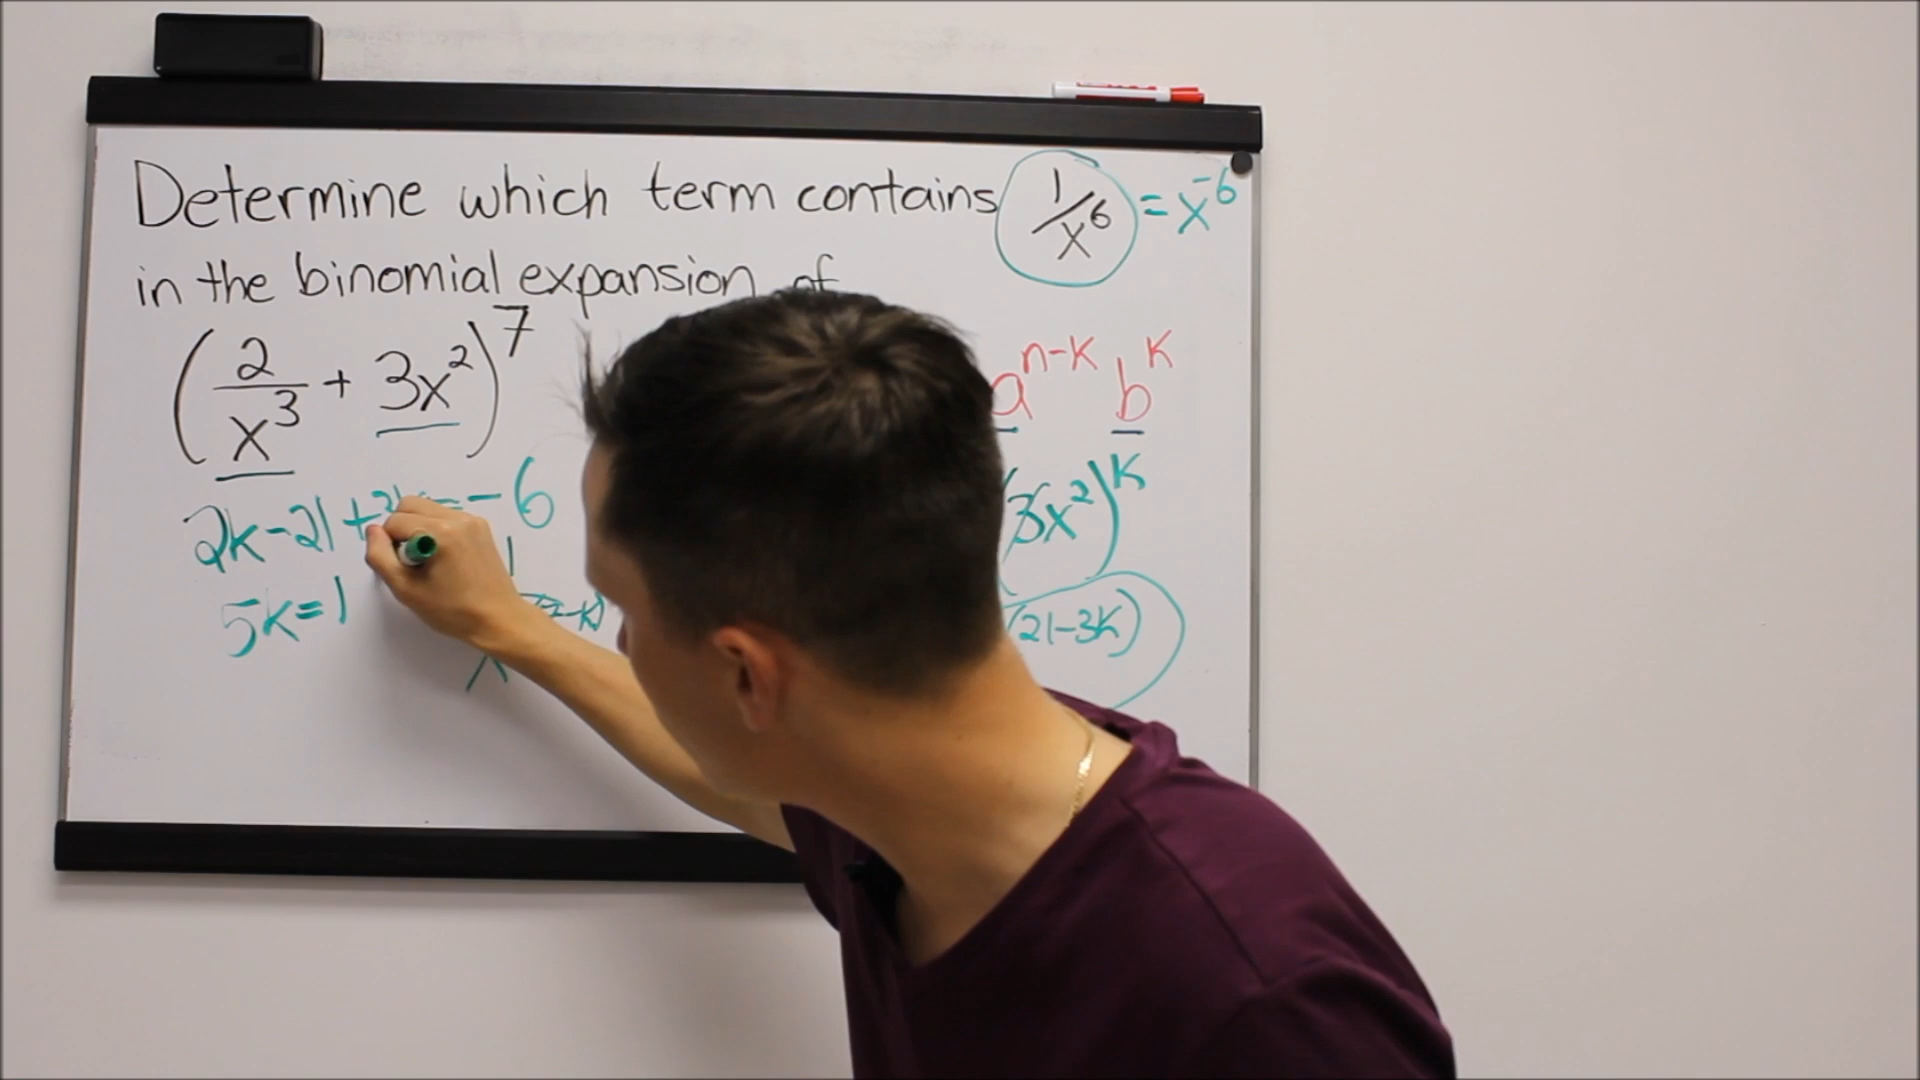 Determine which term contains 1/x⁶ = x⁻⁶
in the binomial expansion of
(2/x³ + 3x²)⁷
aⁿ⁻ᴷ bᴷ
(3x²)ᴷ
2k-21+ = -6
1
5k=1
-K)
(21-3K)
x